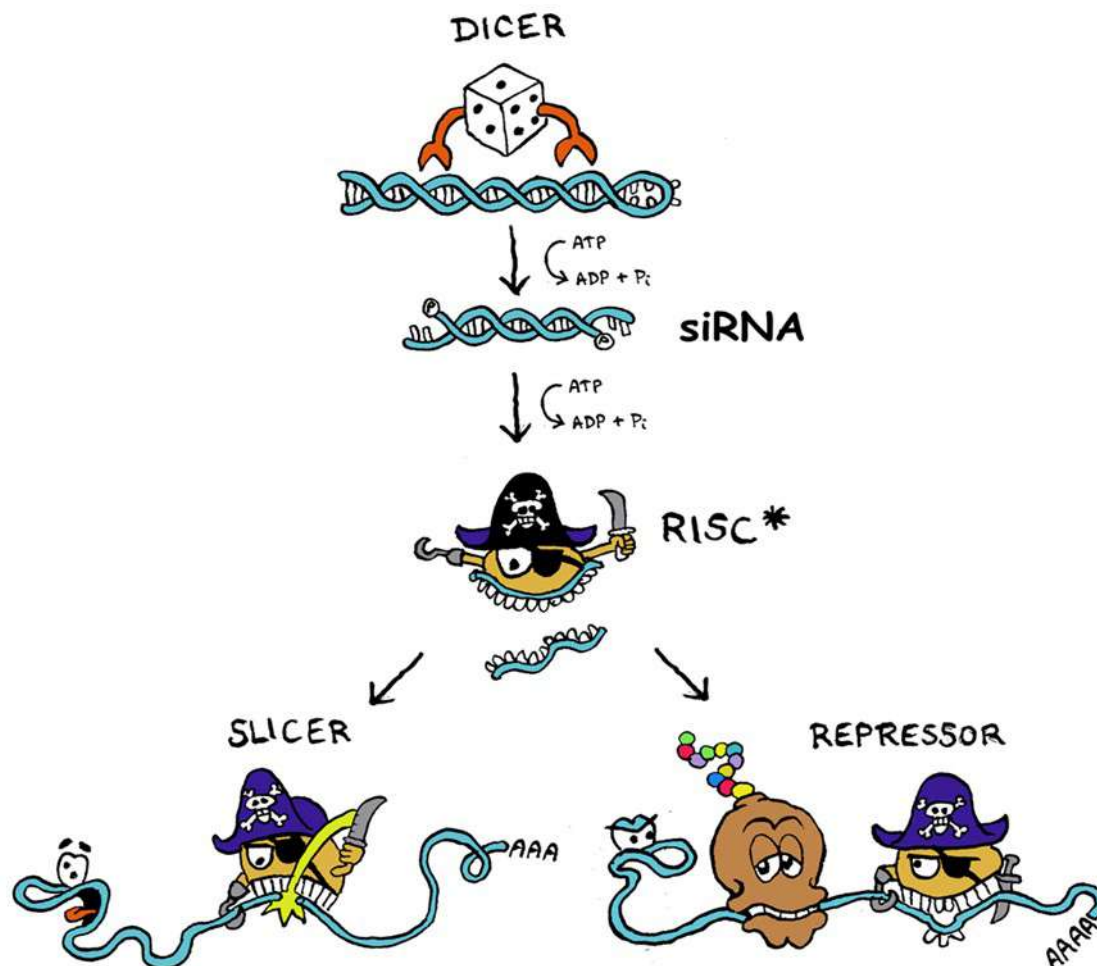 DICER
ATP
ADP + Pi
P
siRNA
P
ATP
ADP + Pi
RISC*
SLICER
REPRESSOR
AAA
AAAA